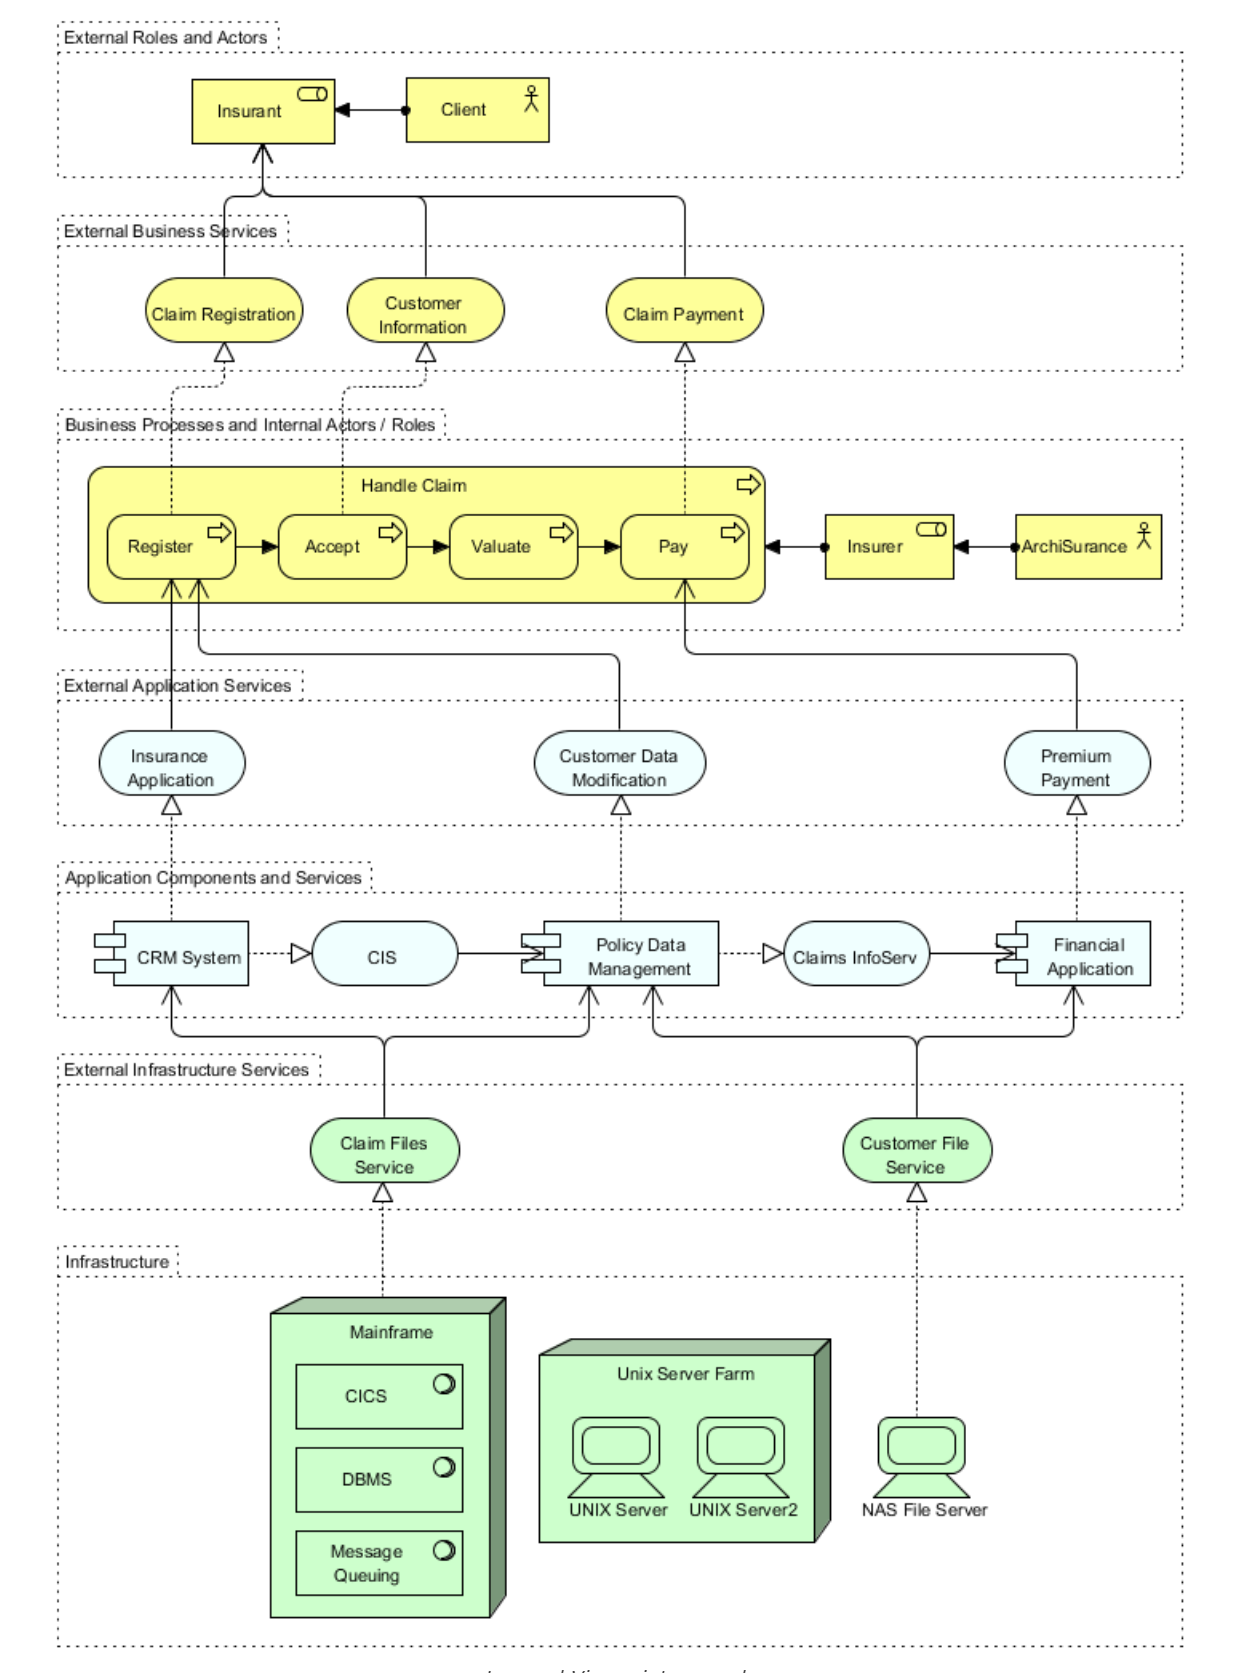 External Roles and Actors
Insurant
Client
External Business Services
Claim Registration
Customer
Information
Claim Payment
Business Processes and Internal Actors / Roles
Handle Claim
Register
Accept
Valuate
Pay
Insurer
ArchiSurance
External Application Services
Insurance
Application
Customer Data
Modification
Premium
Payment
Application Components and Services
CRM System
CIS
Policy Data
Management
Claims InfoServ
Financial
Application
External Infrastructure Services
Claim Files
Service
Customer File
Service
Infrastructure
Mainframe
CICS
DBMS
Message
Queuing
Unix Server Farm
UNIX Server
UNIX Server2
NAS File Server